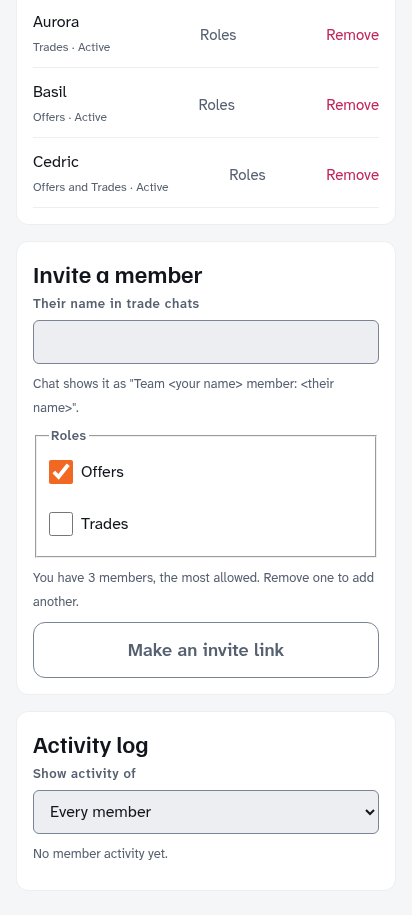 Aurora
Trades · Active
Roles
Remove
Basil
Offers · Active
Roles
Remove
Cedric
Offers and Trades · Active
Roles
Remove
Invite a member
Their name in trade chats
Chat shows it as "Team <your name> member: <their
name>".
Roles
Offers
Trades
You have 3 members, the most allowed. Remove one to add
another.
Make an invite link
Activity log
Show activity of
Every member
No member activity yet.